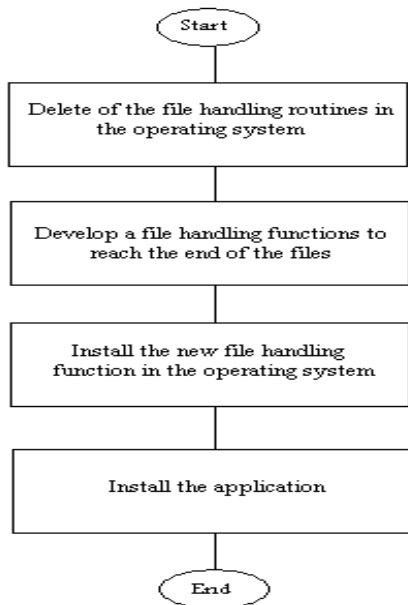 Start
Delete of the file handling routines in
the operating system
Develop a file handling functions to
reach the end of the files
Install the new file handling
function in the operating system
Install the application
End